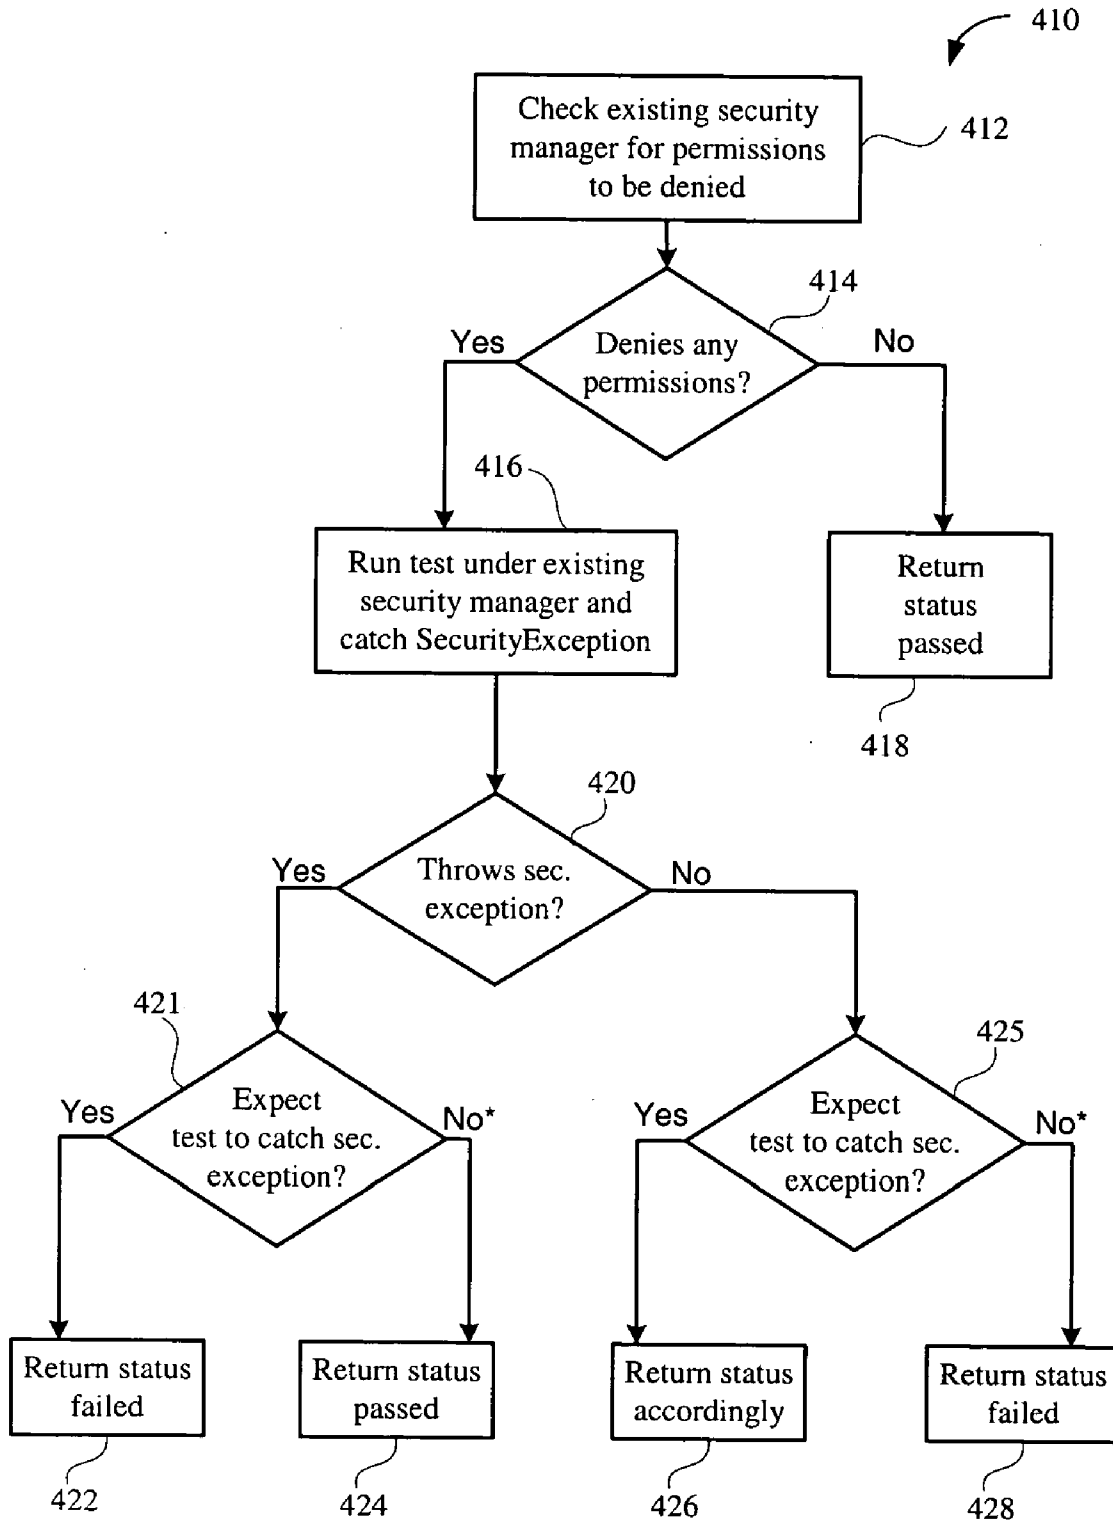 410
Check existing security
manager for permissions
to be denied
412
414
Yes
Denies any
permissions?
No
416
Run test under existing
security manager and
catch SecurityException
Return
status
passed
418
420
Yes
Throws sec.
exception?
No
421
Yes
Expect
test to catch sec.
exception?
No*
425
Yes
Expect
test to catch sec.
exception?
No*
Return status
failed
Return status
passed
Return status
accordingly
Return status
failed
422
424
426
428